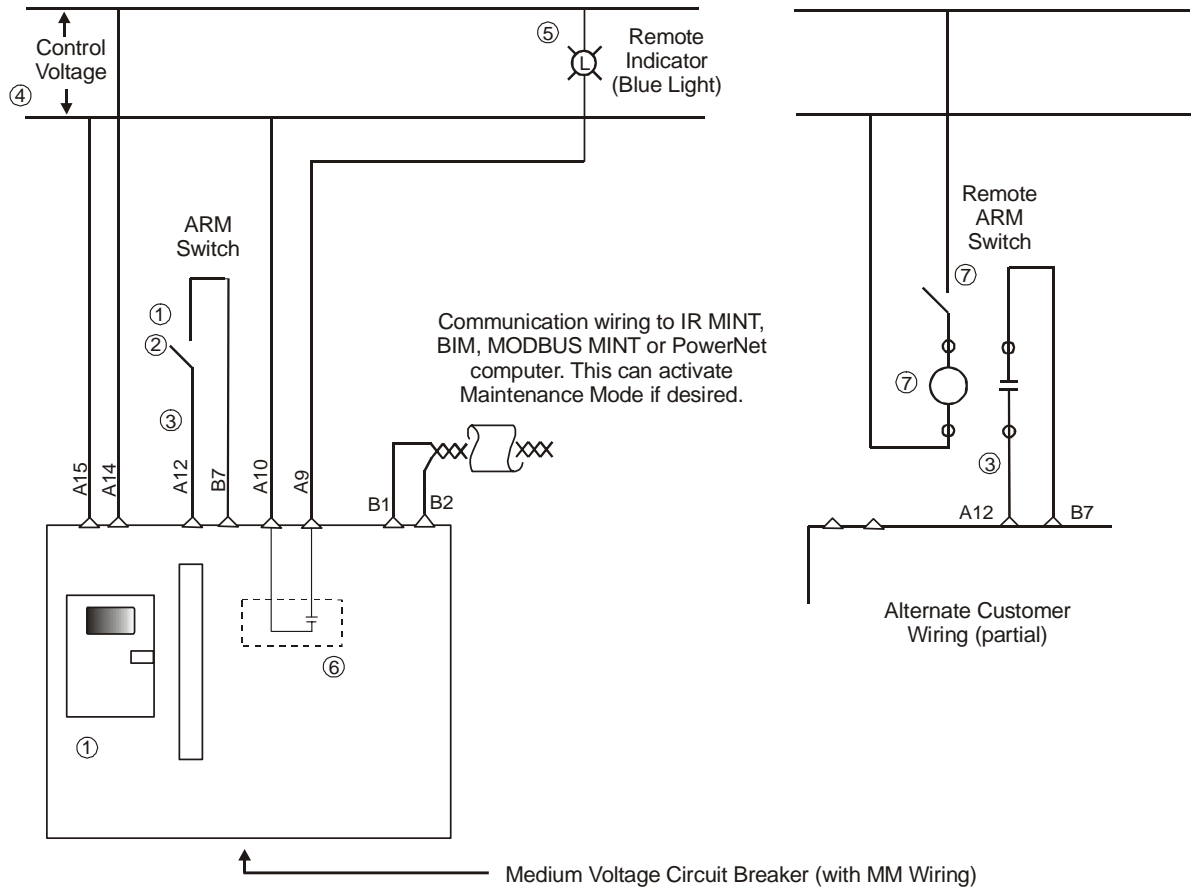 Control
Voltage
④
⑤
L
Remote
Indicator
(Blue Light)
ARM
Switch
①
②
③
Communication wiring to IR MINT,
BIM, MODBUS MINT or PowerNet
computer. This can activate
Maintenance Mode if desired.
A15
A14
A12
B7
A10
A9
B1
B2
①
⑥
Medium Voltage Circuit Breaker (with MM Wiring)
Remote
ARM
Switch
⑦
⑦
③
A12
B7
Alternate Customer
Wiring (partial)